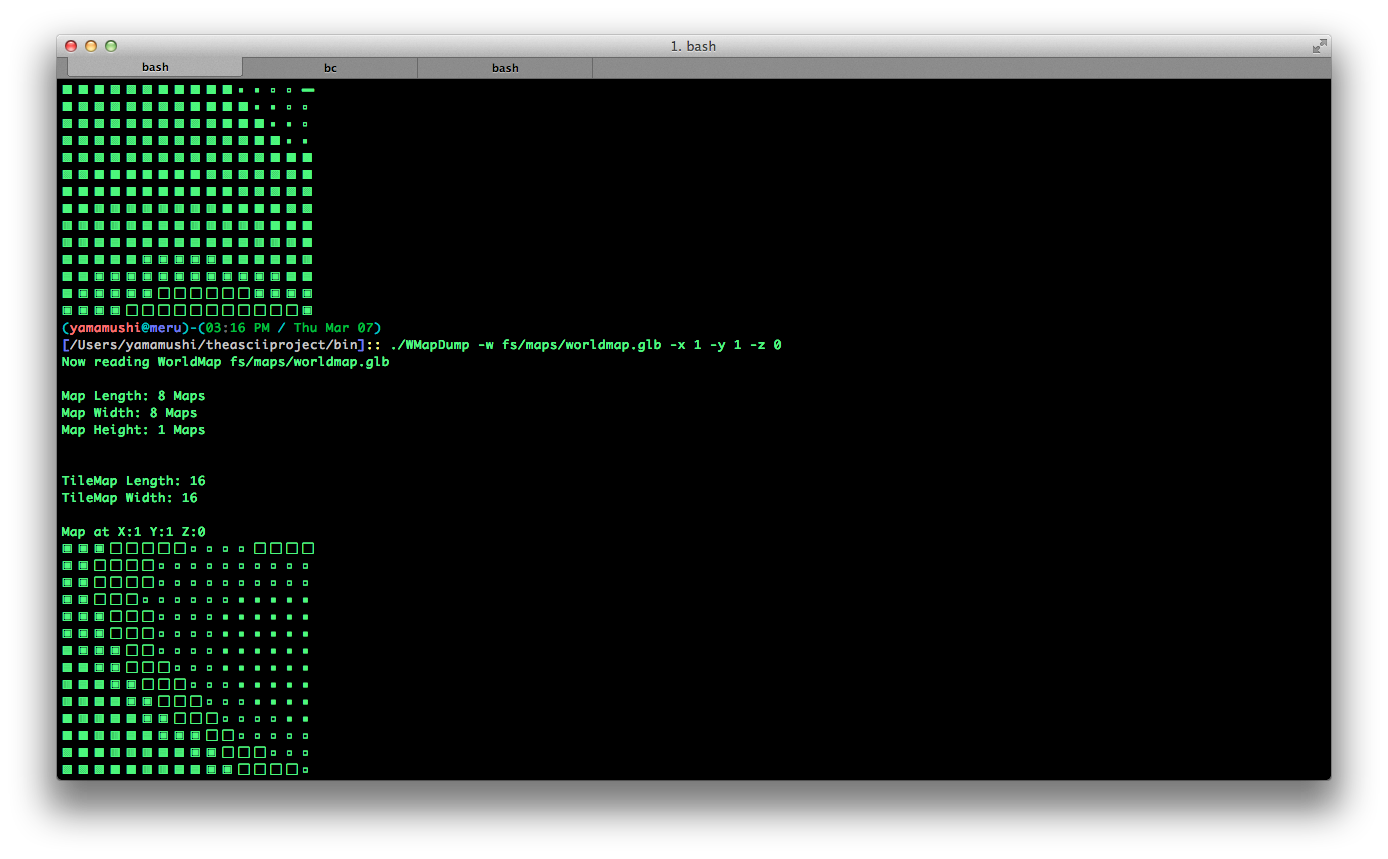 1. bash
bash bc bash
(yamamushi@meru)-(03:16 PM / Thu Mar 07)
[/Users/yamamushi/theasciiproject/bin]:: ./WMapDump -w fs/maps/worldmap.glb -x 1 -y 1 -z 0
Now reading WorldMap fs/maps/worldmap.glb
Map Length: 8 Maps
Map Width: 8 Maps
Map Height: 1 Maps
TileMap Length: 16
TileMap Width: 16
Map at X:1 Y:1 Z:0